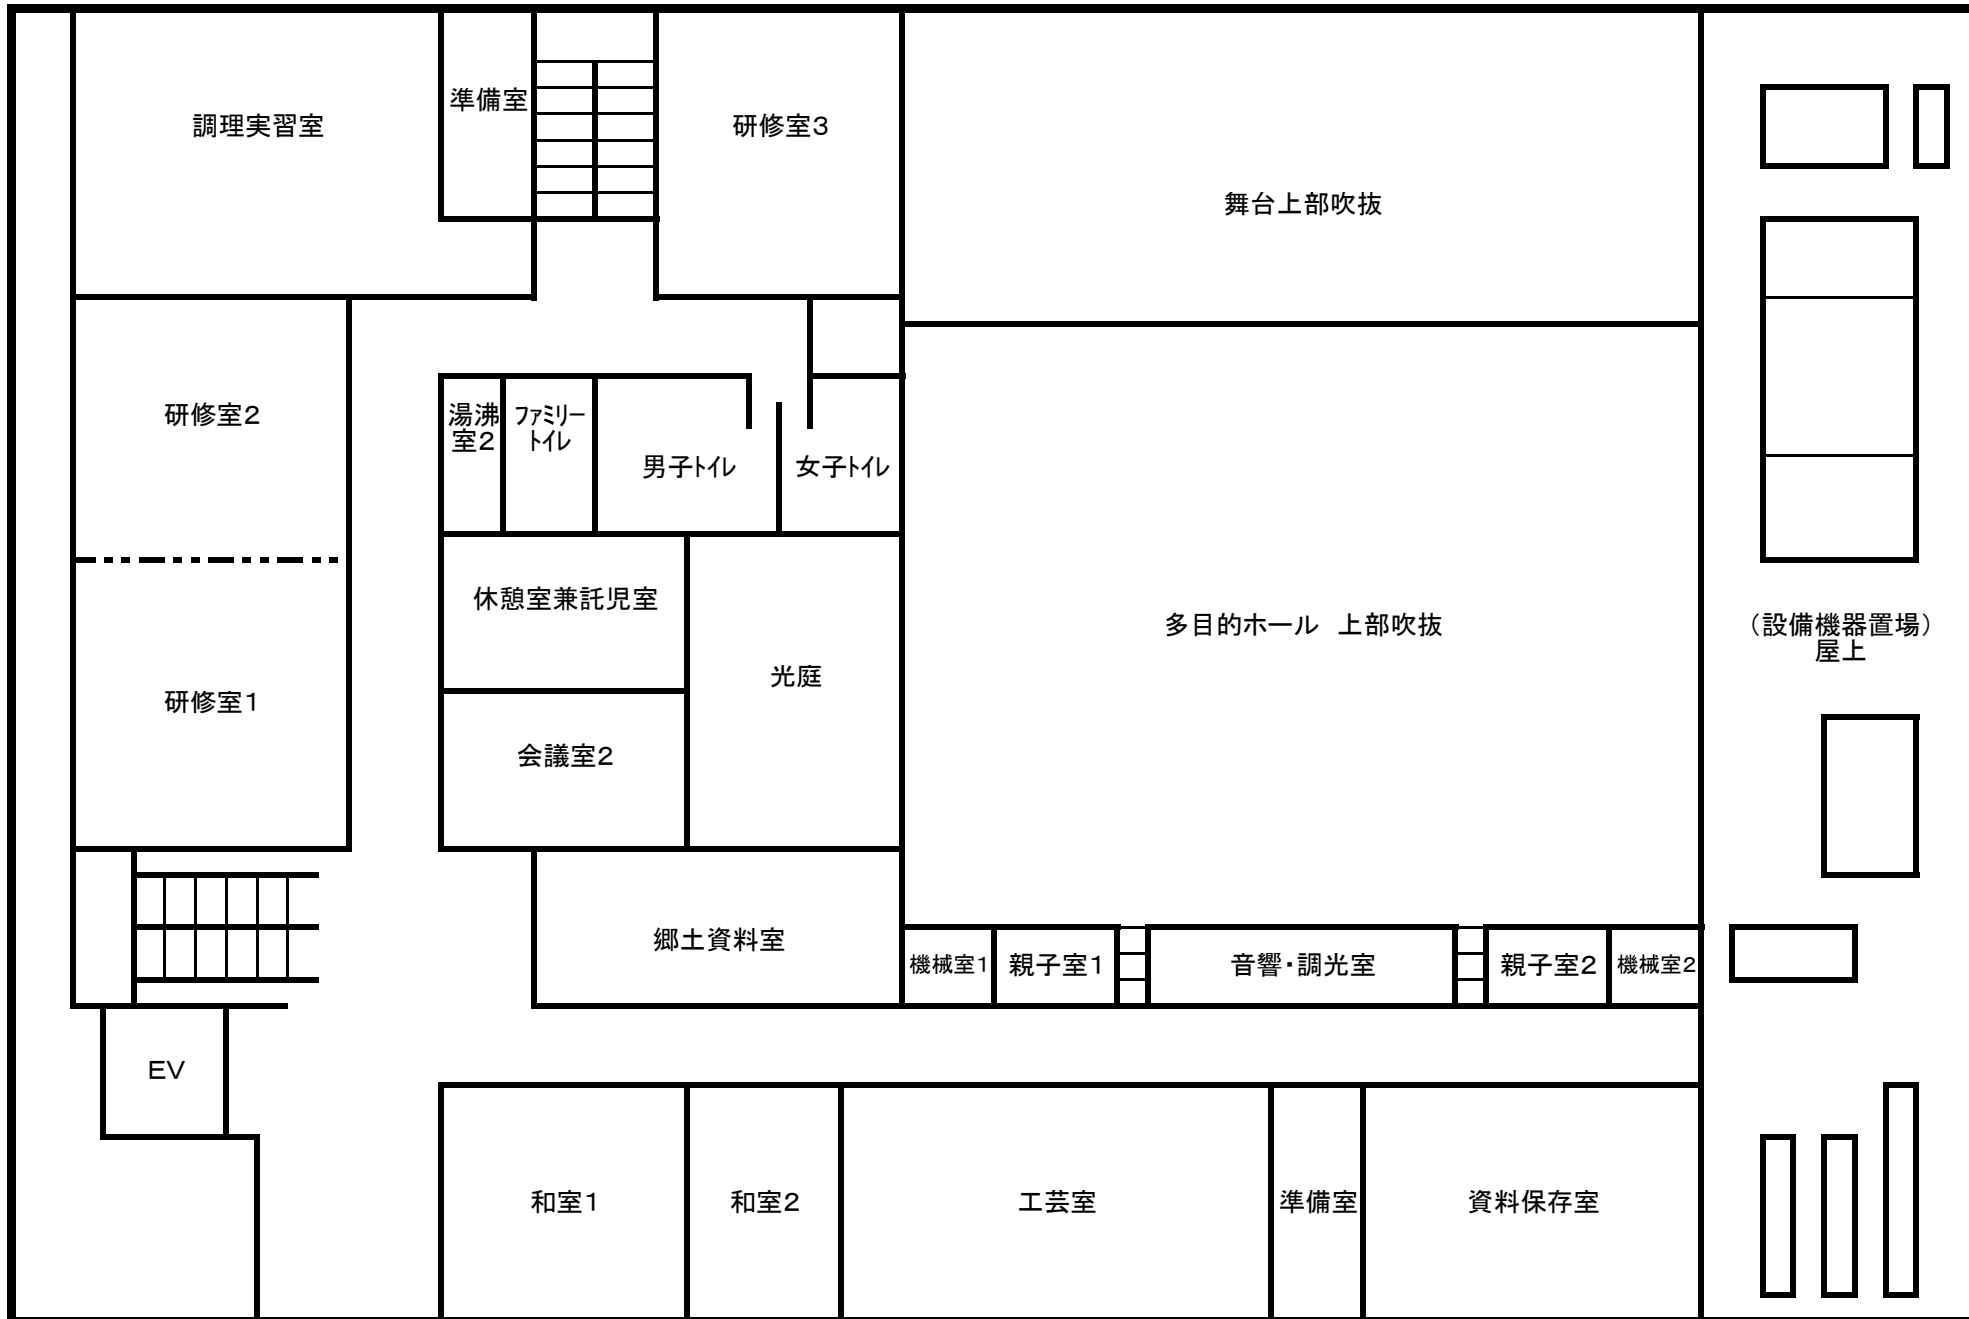 準備室
調理実習室
研修室3
舞台上部吹抜
研修室2
湯沸
室2
ファミリー
トイレ
男子トイレ
女子トイレ
休憩室兼託児室
多目的ホール 上部吹抜
(設備機器置場)
屋上
光庭
研修室1
会議室2
郷土資料室
機械室1
親子室1
音響・調光室
親子室2
機械室2
EV
和室1
和室2
工芸室
準備室
資料保存室